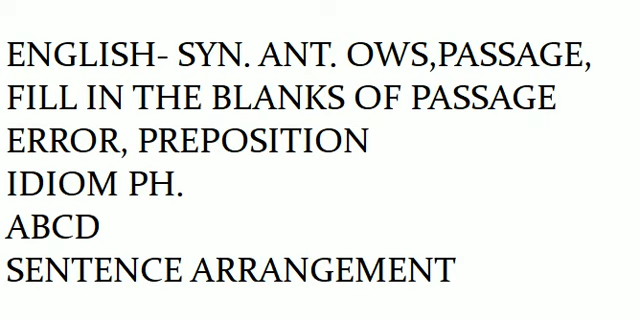 ENGLISH- SYN. ANT. OWS,PASSAGE,
FILL IN THE BLANKS OF PASSAGE
ERROR, PREPOSITION
IDIOM PH.
ABCD
SENTENCE ARRANGEMENT